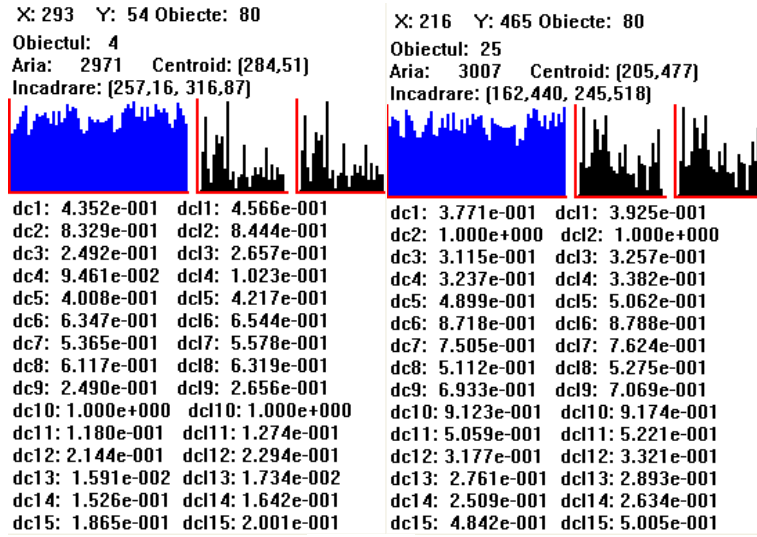 X: 293 Y: 54 Obiecte: 80
Obiectul: 4
Aria: 2971 Centroid: (284,51)
Incadrare: (257,16, 316,87)
dc1: 4.352e-001 dcl1: 4.566e-001
dc2: 8.329e-001 dcl2: 8.444e-001
dc3: 2.492e-001 dcl3: 2.657e-001
dc4: 9.461e-002 dcl4: 1.023e-001
dc5: 4.008e-001 dcl5: 4.217e-001
dc6: 6.347e-001 dcl6: 6.544e-001
dc7: 5.365e-001 dcl7: 5.578e-001
dc8: 6.117e-001 dcl8: 6.319e-001
dc9: 2.490e-001 dcl9: 2.656e-001
dc10: 1.000e+000 dcl10: 1.000e+000
dc11: 1.180e-001 dcl11: 1.274e-001
dc12: 2.144e-001 dcl12: 2.294e-001
dc13: 1.591e-002 dcl13: 1.734e-002
dc14: 1.526e-001 dcl14: 1.642e-001
dc15: 1.865e-001 dcl15: 2.001e-001
X: 216 Y: 465 Obiecte: 80
Obiectul: 25
Aria: 3007 Centroid: (205,477)
Incadrare: (162,440, 245,518)
dc1: 3.771e-001 dcl1: 3.925e-001
dc2: 1.000e+000 dcl2: 1.000e+000
dc3: 3.115e-001 dcl3: 3.257e-001
dc4: 3.237e-001 dcl4: 3.382e-001
dc5: 4.899e-001 dcl5: 5.062e-001
dc6: 8.718e-001 dcl6: 8.788e-001
dc7: 7.505e-001 dcl7: 7.624e-001
dc8: 5.112e-001 dcl8: 5.275e-001
dc9: 6.933e-001 dcl9: 7.069e-001
dc10: 9.123e-001 dcl10: 9.174e-001
dc11: 5.059e-001 dcl11: 5.221e-001
dc12: 3.177e-001 dcl12: 3.321e-001
dc13: 2.761e-001 dcl13: 2.893e-001
dc14: 2.509e-001 dcl14: 2.634e-001
dc15: 4.842e-001 dcl15: 5.005e-001